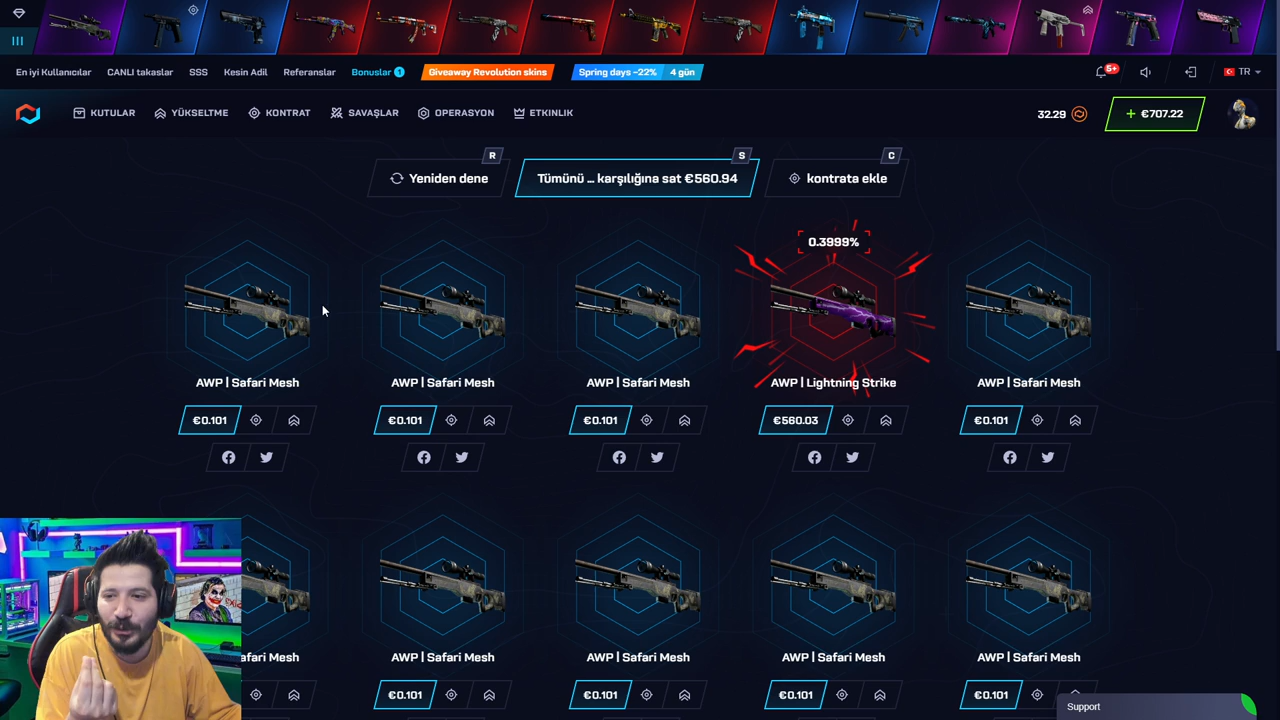 En iyi Kullanıcılar CANLI takaslar SSS Kesin Adil Referanslar Bonuslar 1 Giveaway Revolution skins Spring days -22% 4 gün 5+ TR
KUTULAR YÜKSELTME KONTRAT SAVAŞLAR OPERASYON ETKINLIK 32.29 + €707.22
R S C
Yeniden dene Tümünü ... karşılığına sat €560.94 kontrata ekle
0.3999%
AWP | Safari Mesh AWP | Safari Mesh AWP | Safari Mesh AWP | Lightning Strike AWP | Safari Mesh
€0.101 €0.101 €0.101 €560.03 €0.101
afari Mesh AWP | Safari Mesh AWP | Safari Mesh AWP | Safari Mesh AWP | Safari Mesh
€0.101 €0.101 €0.101 €0.101
Support